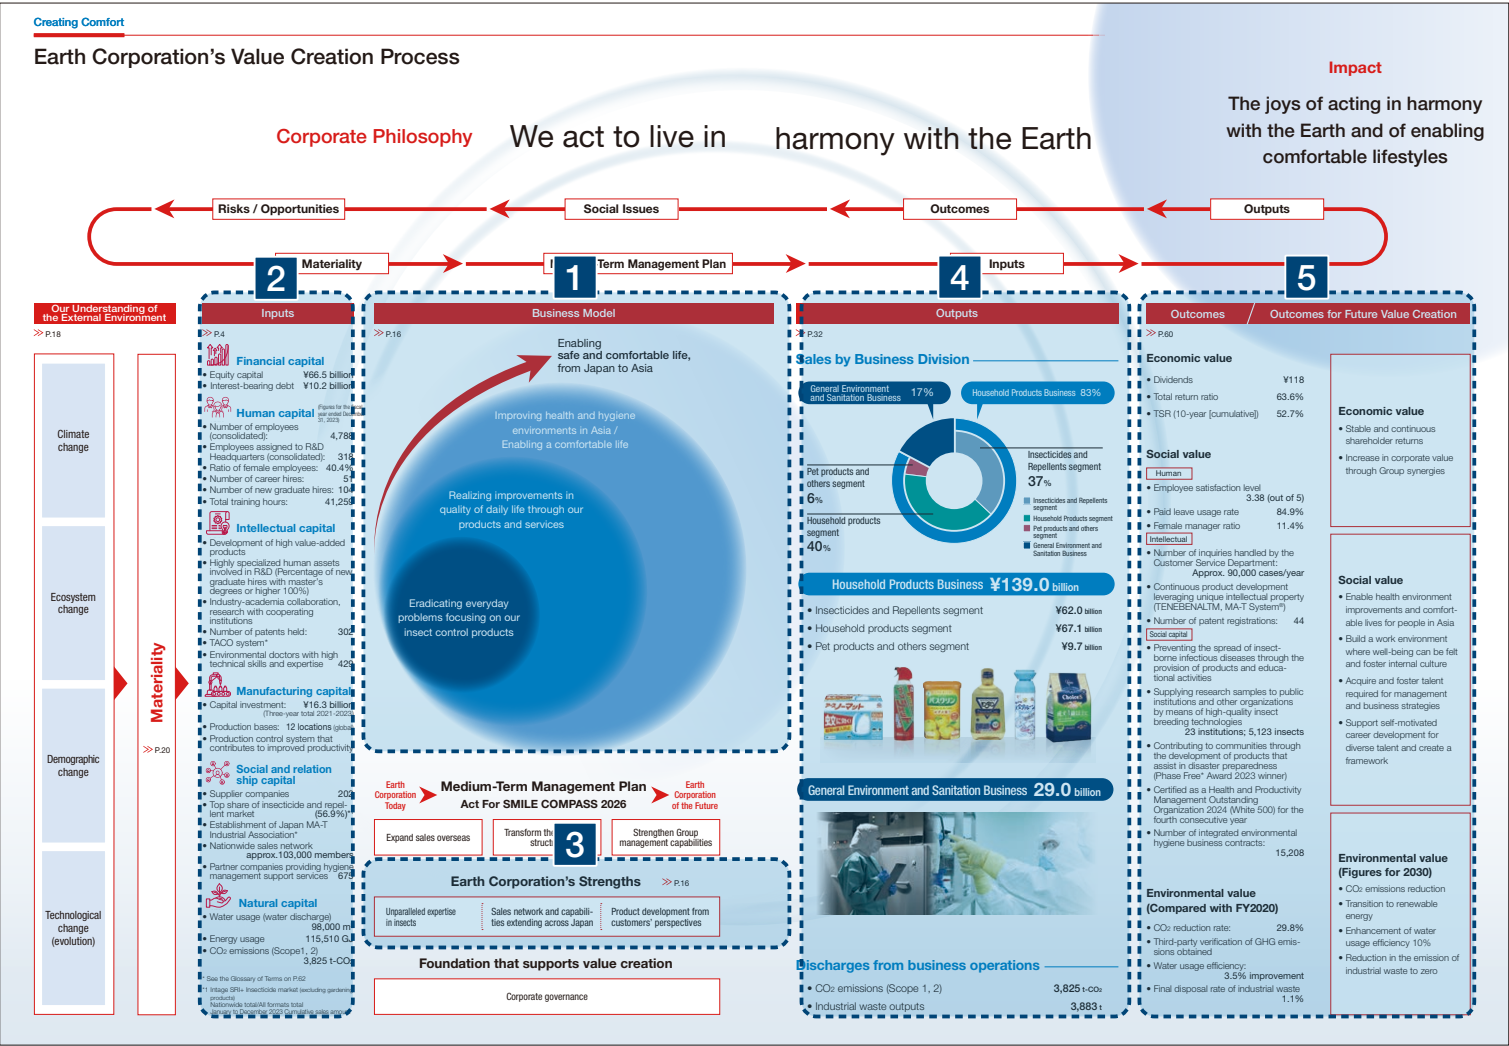 Creating Comfort
Earth Corporation’s Value Creation Process
Impact
The joys of acting in harmony
with the Earth and of enabling
comfortable lifestyles
Corporate Philosophy
We act to live in harmony with the Earth
Risks / Opportunities
Social Issues
Outcomes
Outputs
Materiality
Term Management Plan
Inputs
2
1
4
5
Our Understanding of
the External Environment
≫ P.18
Climate
change
Ecosystem
change
Demographic
change
Technological
change
(evolution)
Materiality
≫ P.20
Inputs
≫ P.4
Financial capital
• Equity capital ¥66.5 billion
• Interest-bearing debt ¥10.2 billion
Human capital
• Number of employees
(consolidated): 4,788
• Employees assigned to R&D
Headquarters (consolidated): 318
• Ratio of female employees: 40.4%
• Number of career hires: 51
• Number of new graduate hires: 104
• Total training hours: 41,259
Intellectual capital
• Development of high value-added
products
• Highly specialized human assets
involved in R&D (Percentage of new
graduate hires with master's
degrees or higher 100%)
• Industry-academia collaboration,
research with cooperating
institutions
• Number of patents held: 302
• TACO system*
• Environmental doctors with high
technical skills and expertise 429
Manufacturing capital
• Capital investment: ¥16.3 billion
(Three-year total 2021-2023)
• Production bases: 12 locations
• Production control system that
contributes to improved productivity
Social and relation
ship capital
• Supplier companies 202
• Top share of insecticide and repel-
lent market (56.9%)*
• Establishment of Japan MA-T
Industrial Association*
• Nationwide sales network
approx.103,000 members
• Partner companies providing hygiene
management support services 675
Natural capital
• Water usage (water discharge)
98,000 m
• Energy usage 115,510 GJ
• CO2 emissions (Scope1, 2)
3,825 t-CO2
* See the Glossary of Terms on P.62
*1 Intage SRI+ Insecticide market (excluding gardening
products)
Nationwide total/All formats total
January to December 2023 Cumulative sales amount
Business Model
≫ P.16
Enabling
safe and comfortable life,
from Japan to Asia
Improving health and hygiene
environments in Asia /
Enabling a comfortable life
Realizing improvements in
quality of daily life through our
products and services
Eradicating everyday
problems focusing on our
insect control products
Earth
Corporation
Today
Medium-Term Management Plan
Act For SMILE COMPASS 2026
Earth
Corporation
of the Future
Expand sales overseas
Transform the
3
Strengthen Group
management capabilities
Earth Corporation’s Strengths
≫ P.16
Unparalleled expertise
in insects
Sales network and capabili-
ties extending across Japan
Product development from
customers’ perspectives
Foundation that supports value creation
Corporate governance
Outputs
≫ P.32
Sales by Business Division
General Environment
and Sanitation Business 17%
Household Products Business 83%
Insecticides and
Repellents segment
37%
Pet products and
others segment
6%
Household products
segment
40%
Insecticides and Repellents
segment
Household Products segment
Pet products and others
segment
General Environment and
Sanitation Business
Household Products Business ¥139.0 billion
• Insecticides and Repellents segment ¥62.0 billion
• Household products segment ¥67.1 billion
• Pet products and others segment ¥9.7 billion
General Environment and Sanitation Business 29.0 billion
Discharges from business operations
• CO2 emissions (Scope 1, 2) 3,825 t-CO2
• Industrial waste outputs 3,883 t
Outcomes
Outcomes for Future Value Creation
≫ P.60
Economic value
• Dividends ¥118
• Total return ratio 63.6%
• TSR (10-year [cumulative]) 52.7%
Social value
Human
• Employee satisfaction level
3.38 (out of 5)
• Paid leave usage rate 84.9%
• Female manager ratio 11.4%
Intellectual
• Number of inquiries handled by the
Customer Service Department:
Approx. 90,000 cases/year
• Continuous product development
leveraging unique intellectual property
(TENEBENALTM, MA-T System®)
• Number of patent registrations: 44
Social capital
• Preventing the spread of insect-
borne infectious diseases through the
provision of products and educa-
tional activities
• Supplying research samples to public
institutions and other organizations
by means of high-quality insect
breeding technologies
23 institutions; 5,123 insects
• Contributing to communities through
the development of products that
assist in disaster preparedness
(Phase Free* Award 2023 winner)
• Certified as a Health and Productivity
Management Outstanding
Organization 2024 (White 500) for the
fourth consecutive year
• Number of integrated environmental
hygiene business contracts:
15,208
Environmental value
(Compared with FY2020)
• CO2 reduction rate: 29.8%
• Third-party verification of GHG emis-
sions obtained
• Water usage efficiency:
3.5% improvement
• Final disposal rate of industrial waste
1.1%
Economic value
• Stable and continuous
shareholder returns
• Increase in corporate value
through Group synergies
Social value
• Enable health environment
improvements and comfort-
able lives for people in Asia
• Build a work environment
where well-being can be felt
and foster internal culture
• Acquire and foster talent
required for management
and business strategies
• Support self-motivated
career development for
diverse talent and create a
framework
Environmental value
(Figures for 2030)
• CO2 emissions reduction
• Transition to renewable
energy
• Enhancement of water
usage efficiency 10%
• Reduction in the emission of
industrial waste to zero